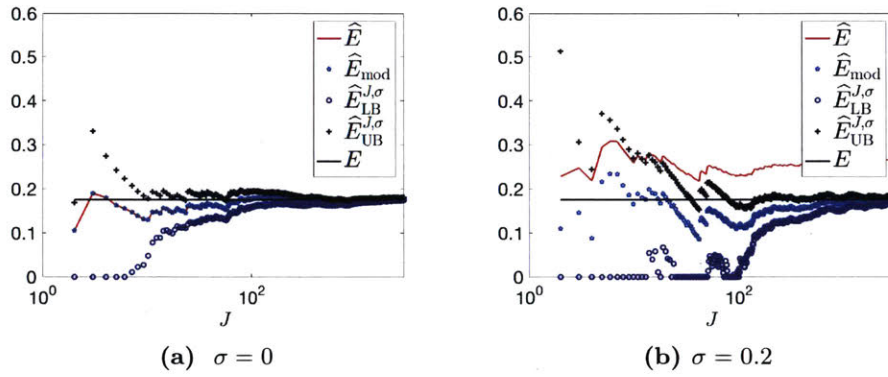 0.6
0.5
0.4
0.3
0.2
0.1
0
10^0
10^2
J
Ê
Ê_mod
Ê_LB^{J,σ}
Ê_UB^{J,σ}
E
(a) σ = 0
0.6
0.5
0.4
0.3
0.2
0.1
0
10^0
10^2
J
Ê
Ê_mod
Ê_LB^{J,σ}
Ê_UB^{J,σ}
E
(b) σ = 0.2